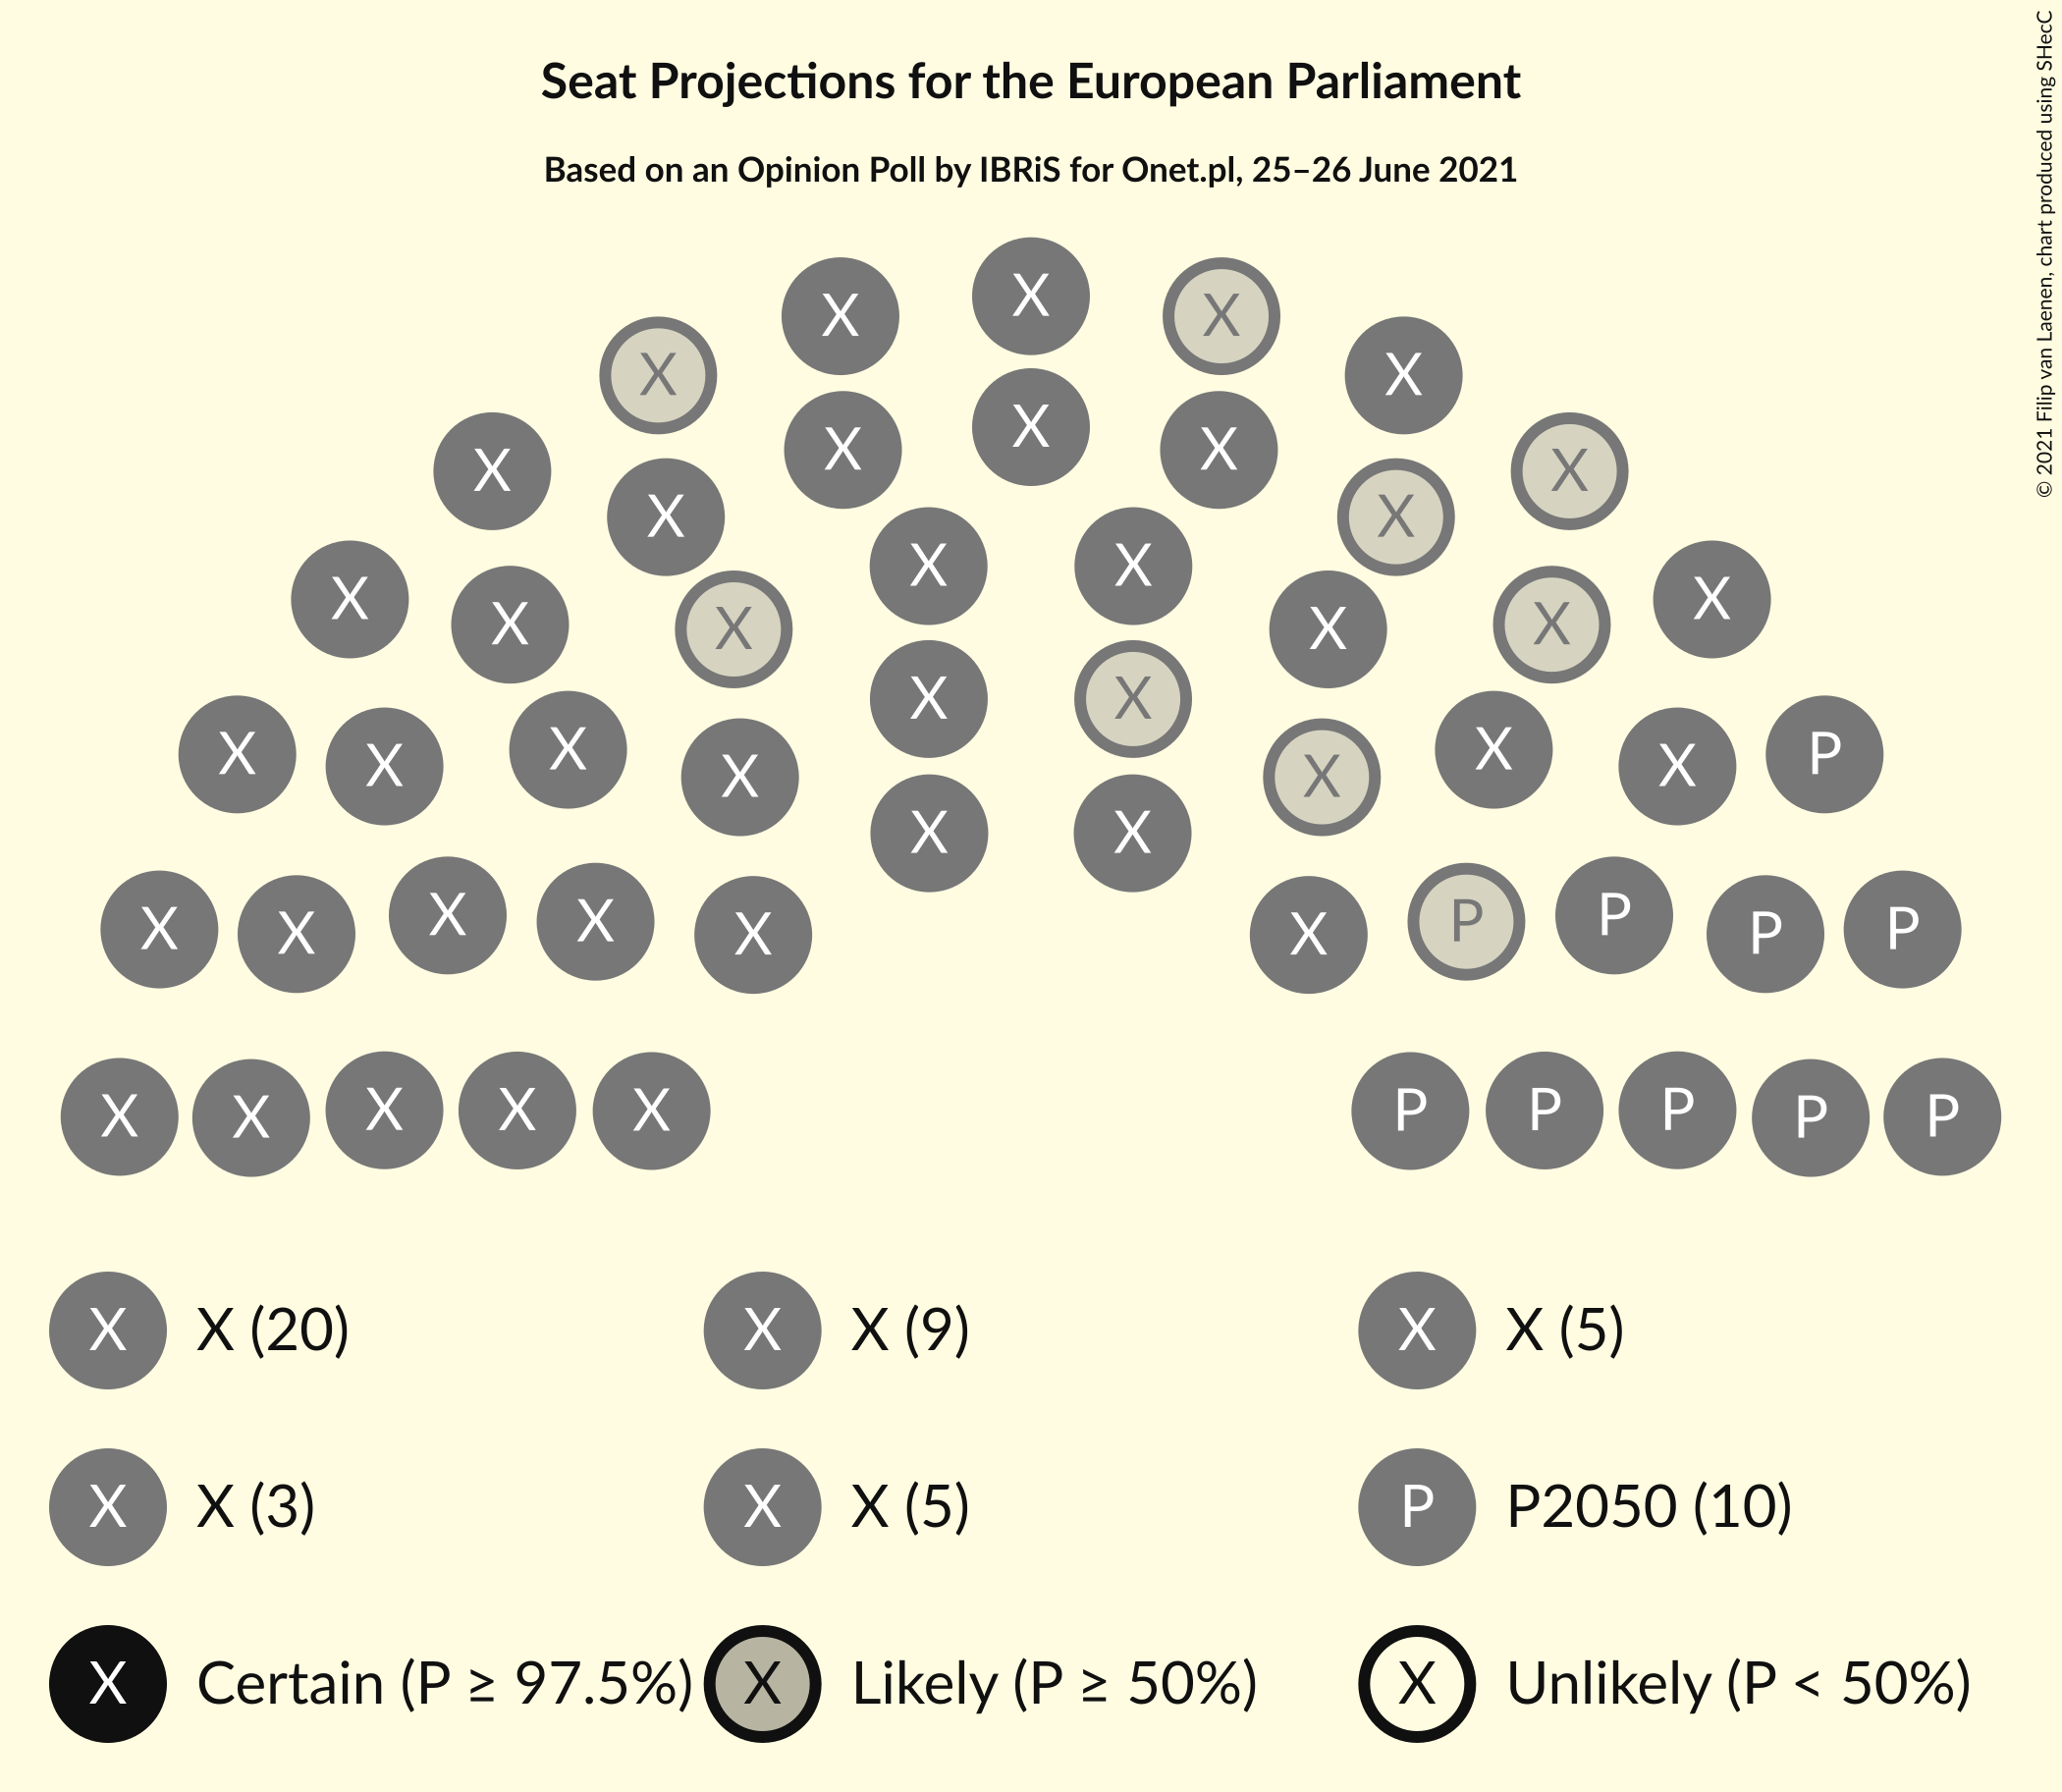 Seat Projections for the European Parliament
Based on an Opinion Poll by IBRiS for Onet.pl, 25–26 June 2021
© 2021 Filip van Laenen, chart produced using SHecC
X
X X
X X
X
X X X
X X
X X
X X
X X
X X X X
X X
X X
X X X X
X X P
X X
X X
X X X
X P P P P
X X X X X
P P P P P
X X (20)
X X (9)
X X (5)
X X (3)
X X (5)
P P2050 (10)
X Certain (P ≥ 97.5%)
X Likely (P ≥ 50%)
X Unlikely (P < 50%)